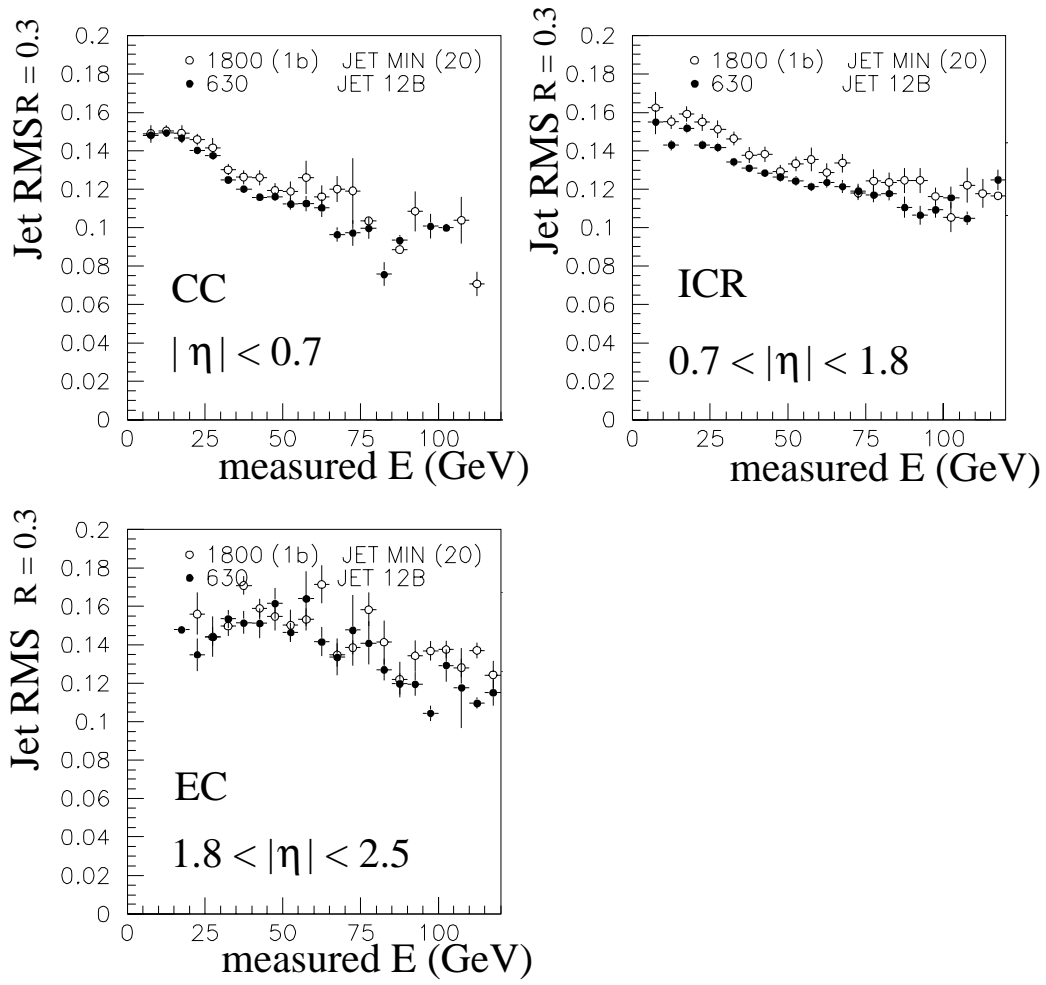 Jet RMS R = 0.3
0.2
0.18
0.16
0.14
0.12
0.1
0.08
0.06
0.04
0.02
0
1800 (1b) JET MIN (20)
630 JET 12B
CC
| η| < 0.7
0 25 50 75 100
measured E (GeV)
Jet RMS R = 0.3
0.2
0.18
0.16
0.14
0.12
0.1
0.08
0.06
0.04
0.02
0
1800 (1b) JET MIN (20)
630 JET 12B
ICR
0.7 < |η| < 1.8
0 25 50 75 100
measured E (GeV)
Jet RMS R = 0.3
0.2
0.18
0.16
0.14
0.12
0.1
0.08
0.06
0.04
0.02
0
1800 (1b) JET MIN (20)
630 JET 12B
EC
1.8 < |η| < 2.5
0 25 50 75 100
measured E (GeV)